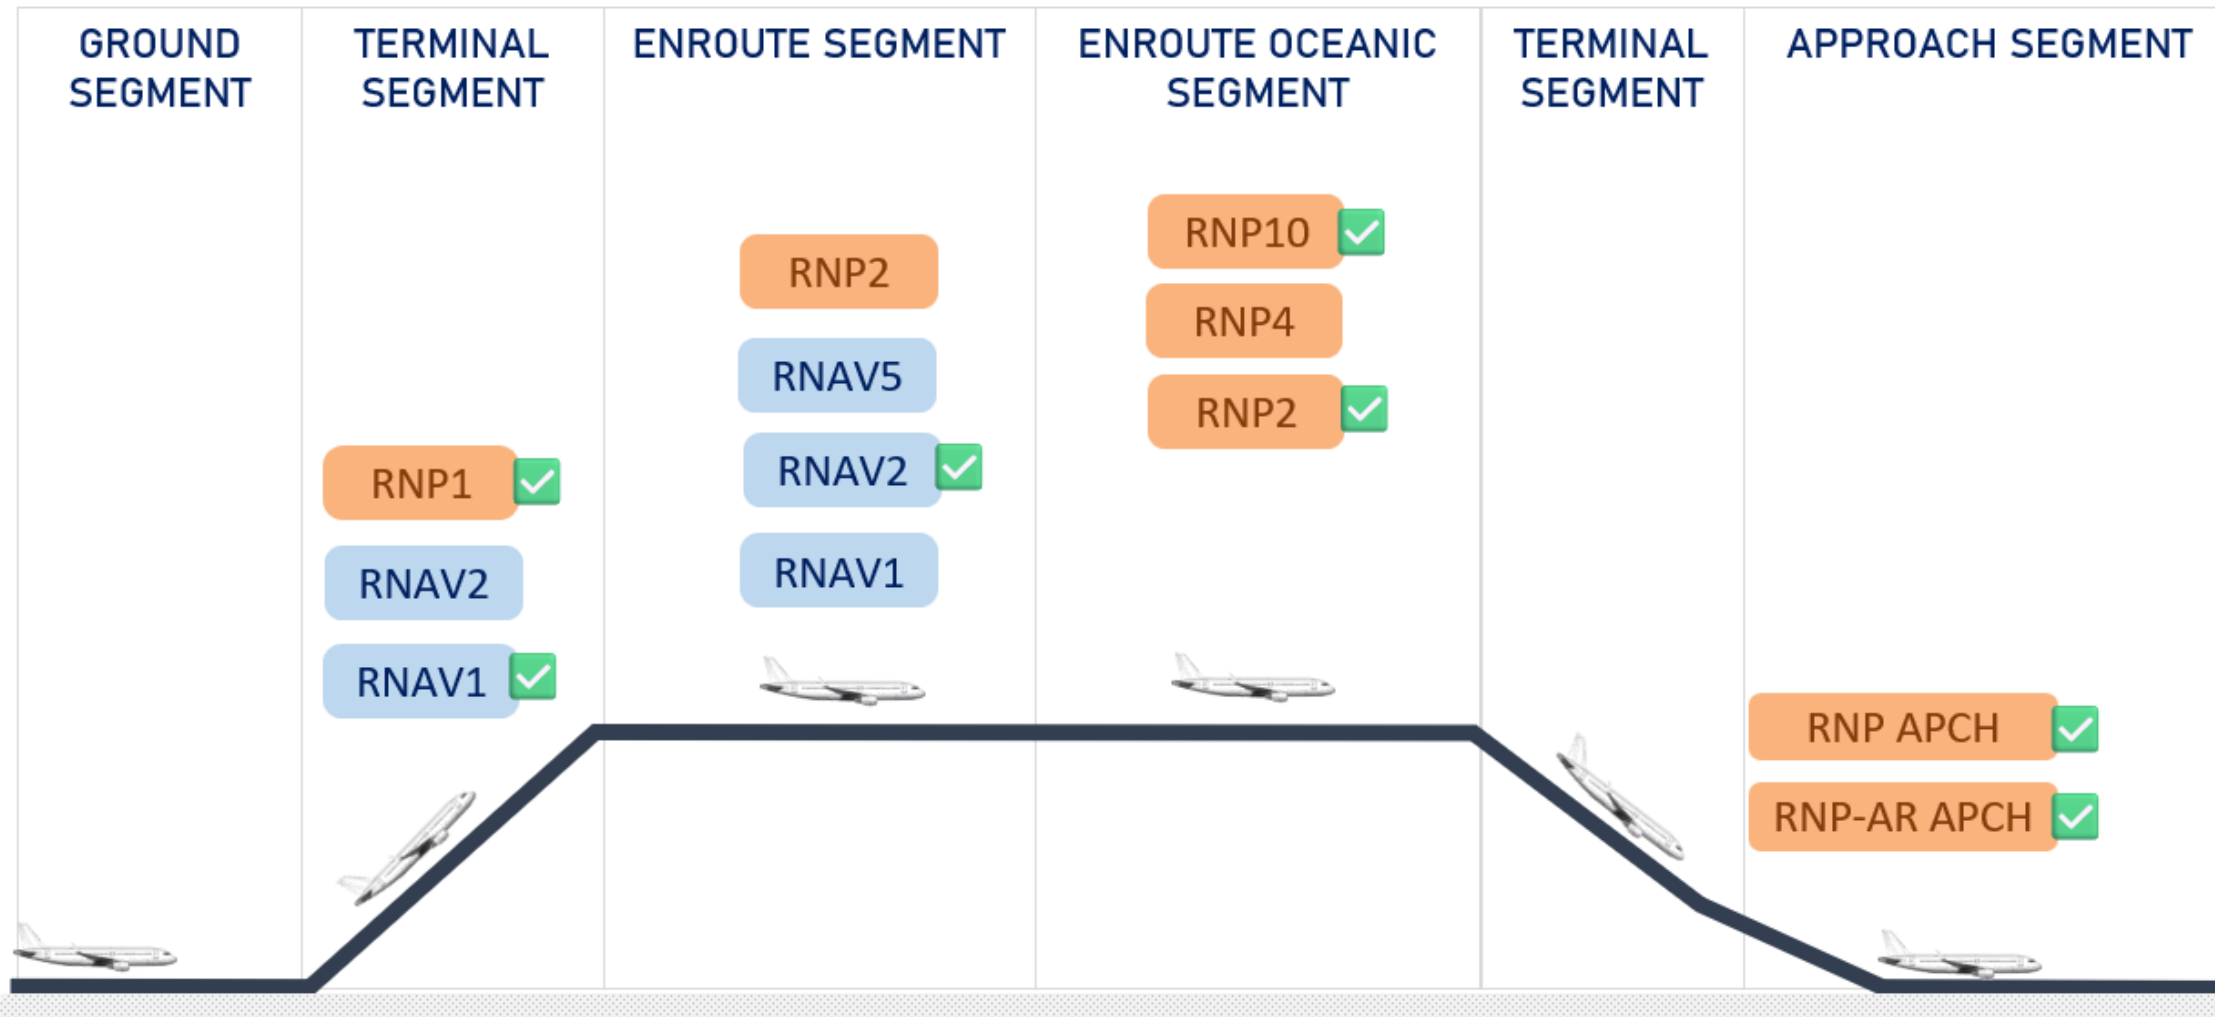 GROUND
SEGMENT
TERMINAL
SEGMENT
ENROUTE SEGMENT
ENROUTE OCEANIC
SEGMENT
TERMINAL
SEGMENT
APPROACH SEGMENT
RNP1
RNAV2
RNAV1
RNP2
RNAV5
RNAV2
RNAV1
RNP10
RNP4
RNP2
RNP APCH
RNP-AR APCH